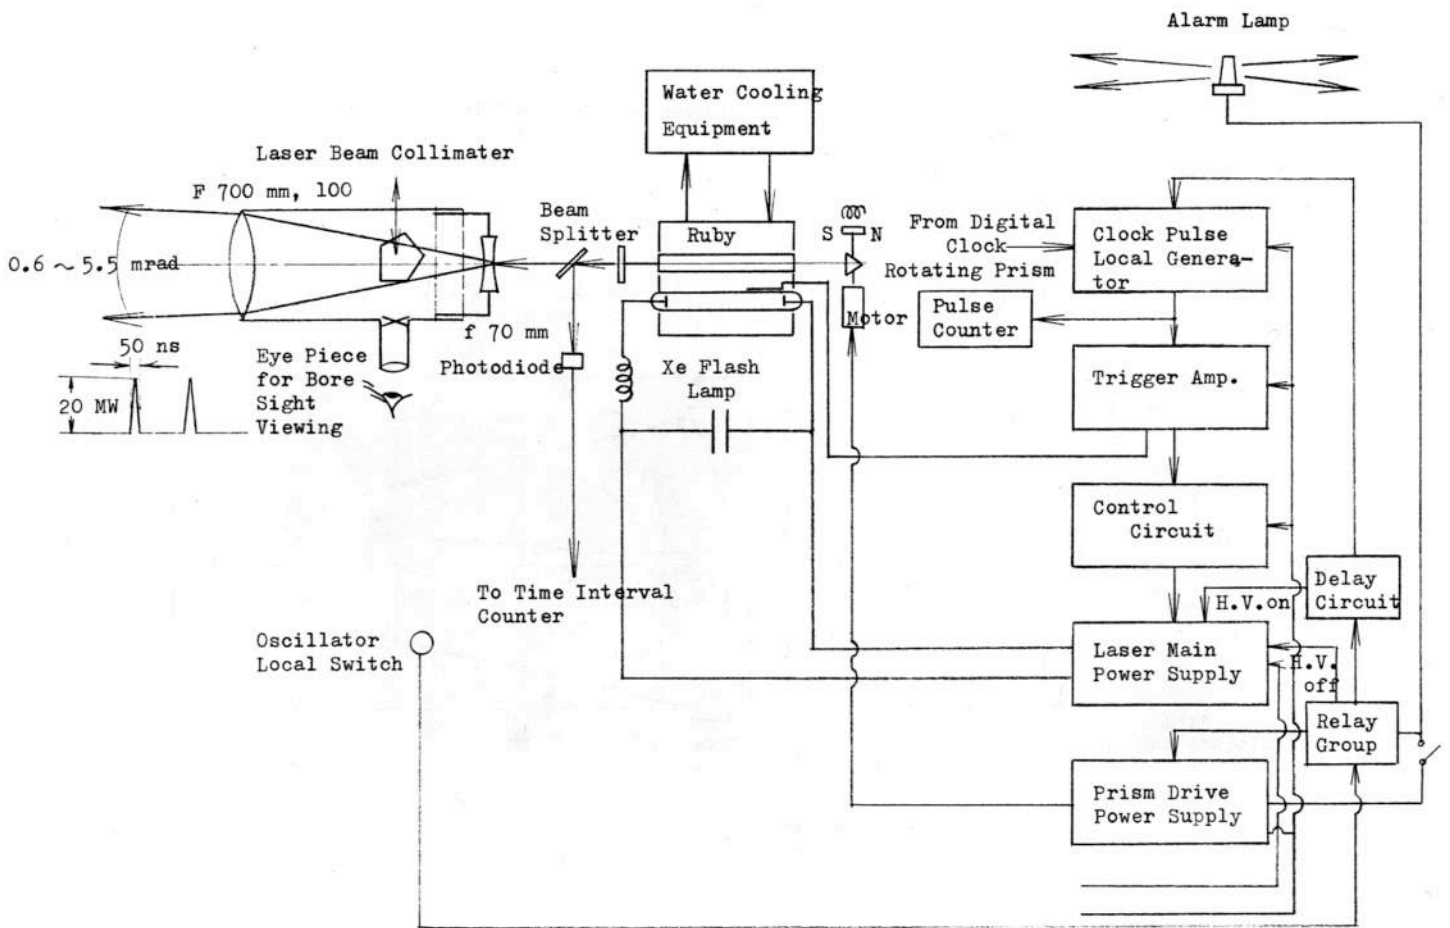 Alarm Lamp
Water Cooling
Equipment
Laser Beam Collimater
F 700 mm, 100
Beam
Splitter
Ruby
S N
From Digital
Clock
Rotating Prism
Clock Pulse
Local Genera-
tor
0.6 ~ 5.5 mrad
f 70 mm
Motor
Pulse
Counter
50 ns
20 MW
Eye Piece
for Bore
Sight
Viewing
Photodiode
Xe Flash
Lamp
Trigger Amp.
Control
Circuit
To Time Interval
Counter
H.V.on
Delay
Circuit
Oscillator
Local Switch
Laser Main
Power Supply
H.V.
off
Relay
Group
Prism Drive
Power Supply